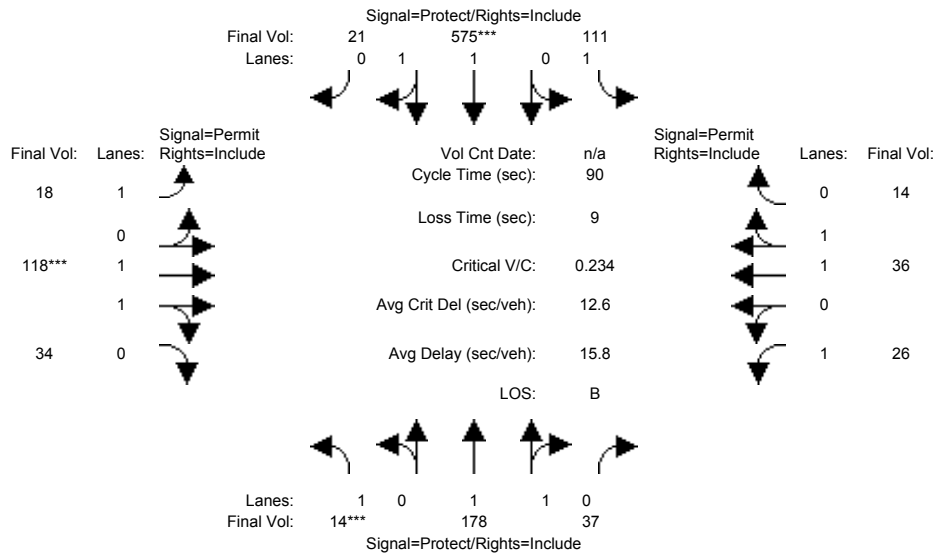 Signal=Protect/Rights=Include
Final Vol: 21 575*** 111
Lanes: 0 1 1 0 1
Signal=Permit Signal=Permit
Final Vol: Lanes: Rights=Include Vol Cnt Date: n/a Rights=Include Lanes: Final Vol:
Cycle Time (sec): 90
18 1 0 14
Loss Time (sec): 9
0 1
118*** 1 Critical V/C: 0.234 1 36
1 Avg Crit Del (sec/veh): 12.6 0
34 0 Avg Delay (sec/veh): 15.8 1 26
LOS: B
Lanes: 1 0 1 1 0
Final Vol: 14*** 178 37
Signal=Protect/Rights=Include